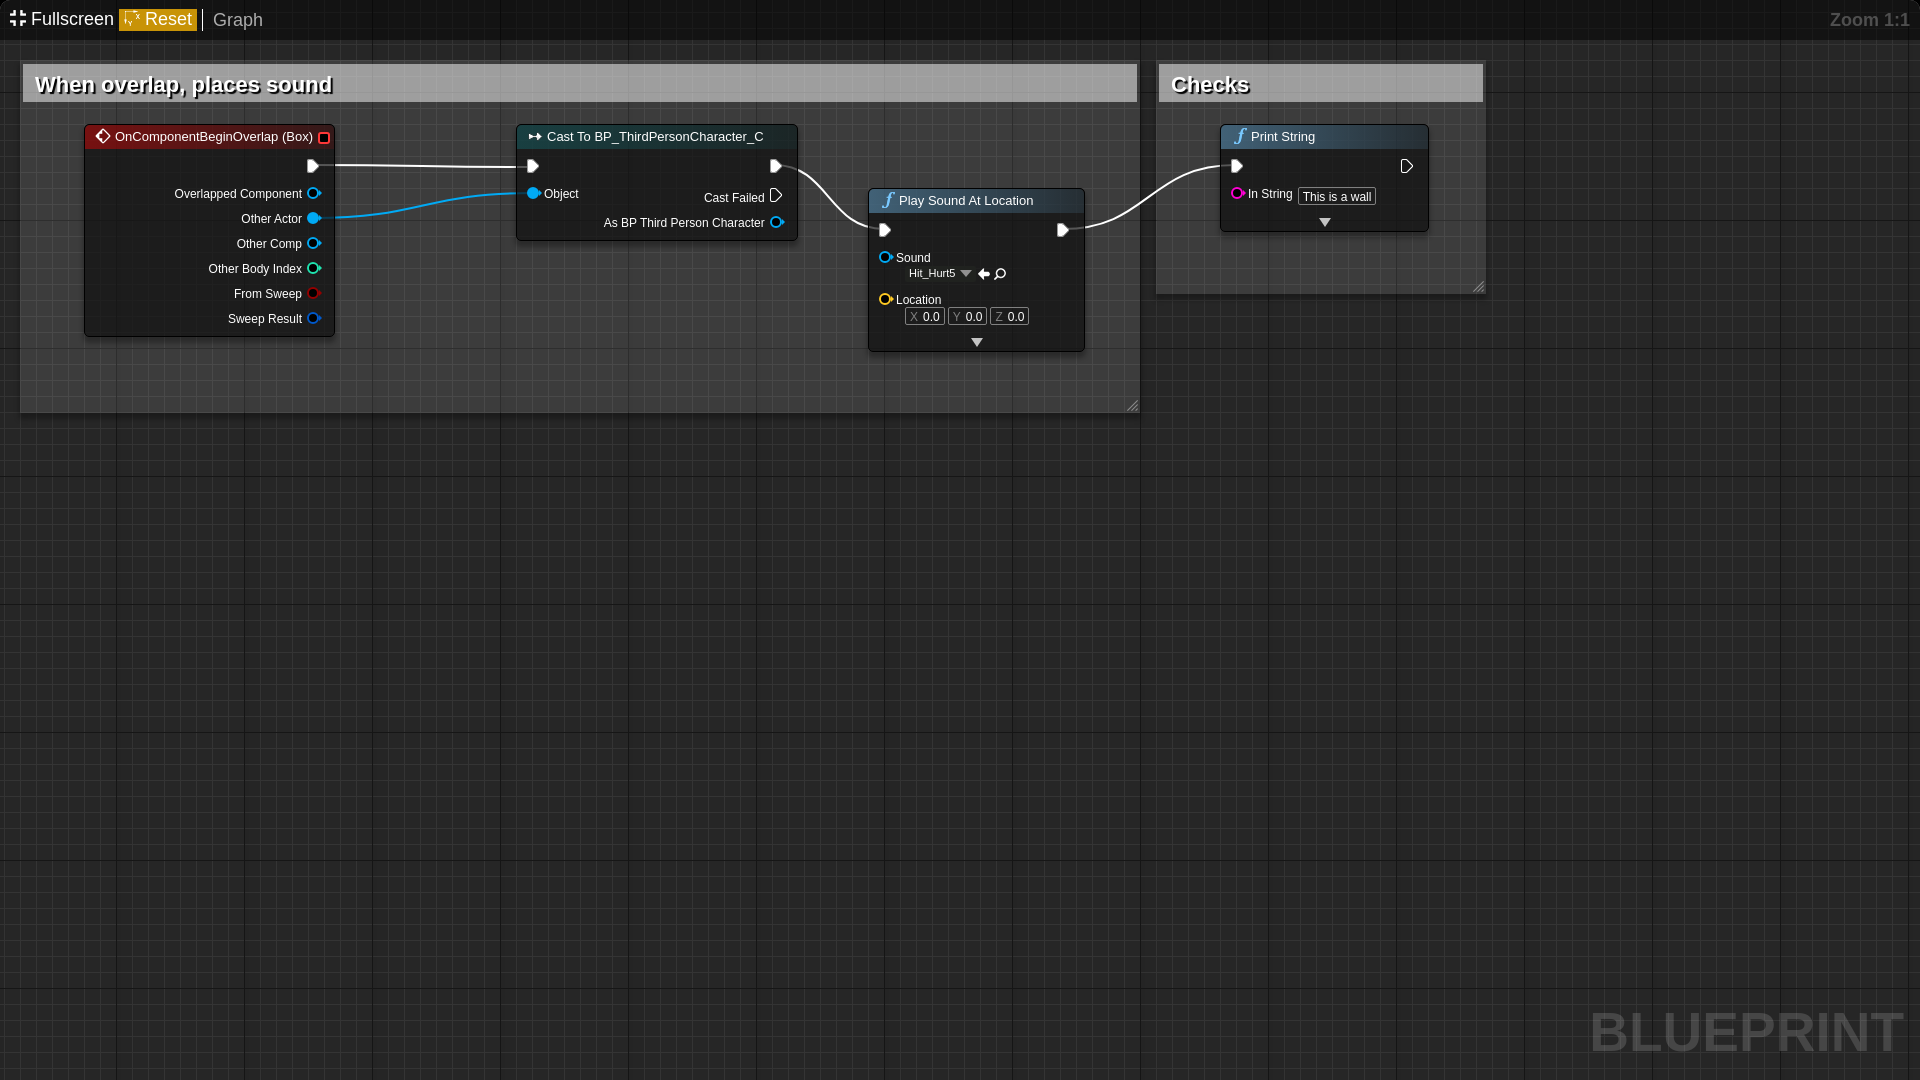 Fullscreen Reset Graph Zoom 1:1
When overlap, places sound
Checks
OnComponentBeginOverlap (Box)
Overlapped Component
Other Actor
Other Comp
Other Body Index
From Sweep
Sweep Result
Cast To BP_ThirdPersonCharacter_C
Object
Cast Failed
As BP Third Person Character
Play Sound At Location
Sound
Hit_Hurt5
Location
X 0.0 Y 0.0 Z 0.0
Print String
In String This is a wall
BLUEPRINT